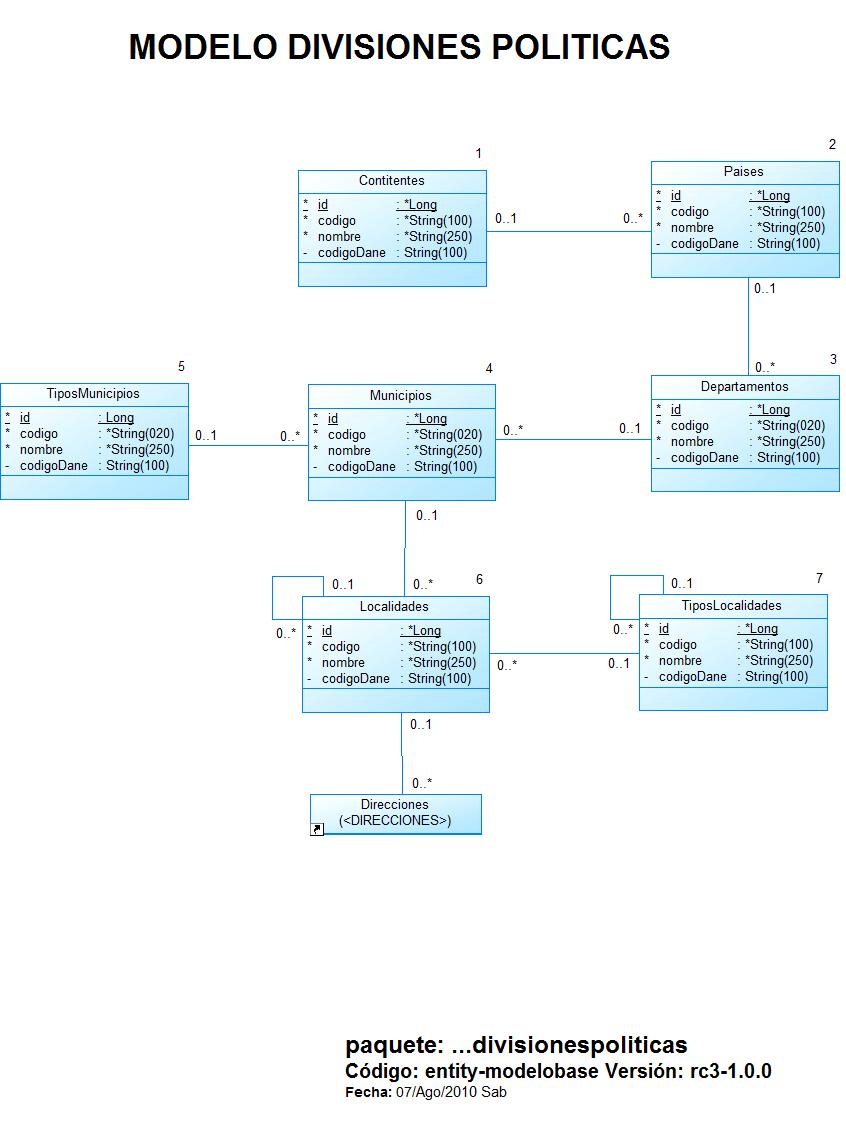 MODELO DIVISIONES POLITICAS
1
Contitentes
* id : *Long
* codigo : *String(100)
* nombre : *String(250)
- codigoDane : String(100)
0..1
0..*
2
Paises
* id : *Long
* codigo : *String(100)
* nombre : *String(250)
- codigoDane : String(100)
0..1
0..*
3
Departamentos
* id : *Long
* codigo : *String(020)
* nombre : *String(250)
- codigoDane : String(100)
0..*
0..1
4
Municipios
* id : *Long
* codigo : *String(020)
* nombre : *String(250)
- codigoDane : String(100)
0..1
0..*
5
TiposMunicipios
* id : Long
* codigo : *String(020)
* nombre : *String(250)
- codigoDane : String(100)
0..1
0..*
6
Localidades
* id : *Long
* codigo : *String(100)
* nombre : *String(250)
- codigoDane : String(100)
0..1
0..*
0..*
0..1
7
TiposLocalidades
* id : *Long
* codigo : *String(100)
* nombre : *String(250)
- codigoDane : String(100)
0..1
0..*
0..1
0..*
Direcciones
(<DIRECCIONES>)
paquete: ...divisionespoliticas
Código: entity-modelobase Versión: rc3-1.0.0
Fecha: 07/Ago/2010 Sab